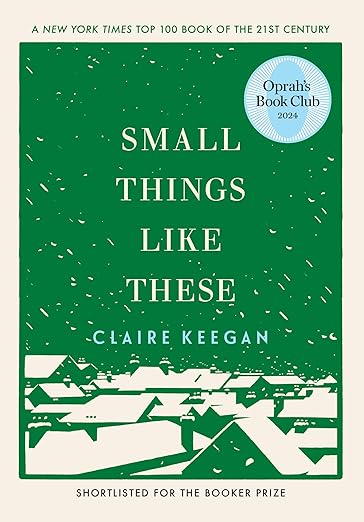 A NEW YORK TIMES TOP 100 BOOK OF THE 21ST CENTURY
Oprah's
Book Club
2024
SMALL
THINGS
LIKE
THESE
CLAIRE KEEGAN
SHORTLISTED FOR THE BOOKER PRIZE